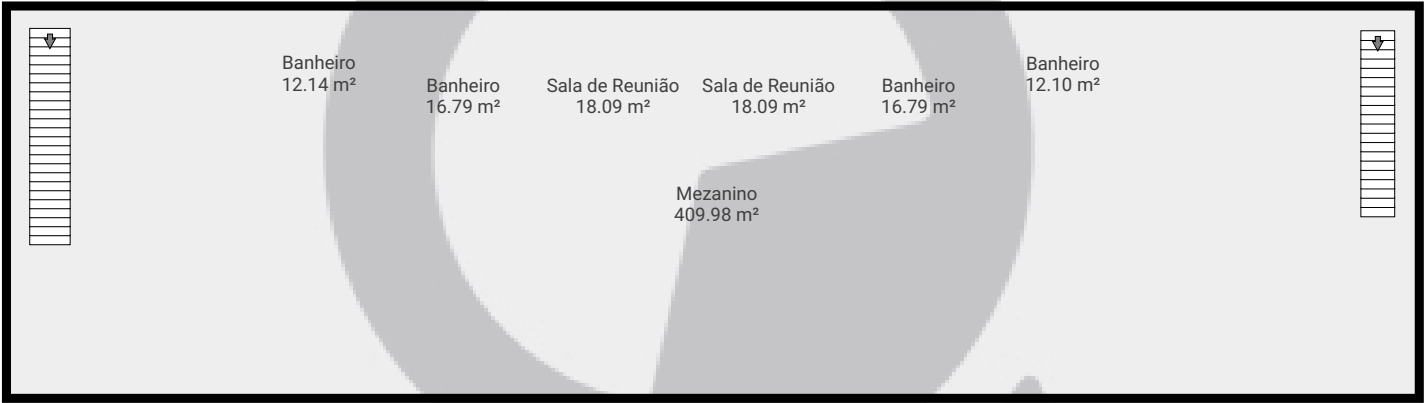 Banheiro
12.14 m²
Banheiro
16.79 m²
Sala de Reunião
18.09 m²
Sala de Reunião
18.09 m²
Banheiro
16.79 m²
Banheiro
12.10 m²
Mezanino
409.98 m²